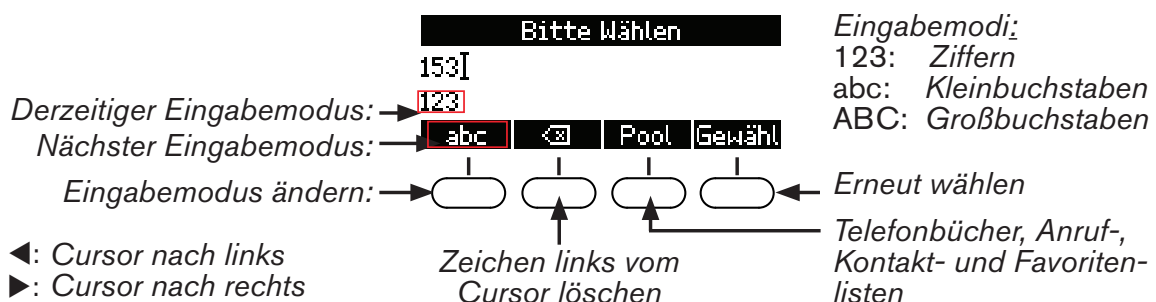 Bitte Wählen
153
123
abc Pool Gewähl
Eingabemodi:
123: Ziffern
abc: Kleinbuchstaben
ABC: Großbuchstaben
Derzeitiger Eingabemodus:
Nächster Eingabemodus:
Eingabemodus ändern:
Erneut wählen
Telefonbücher, Anruf-,
Kontakt- und Favoriten-
listen
Zeichen links vom
Cursor löschen
◀: Cursor nach links
▶: Cursor nach rechts